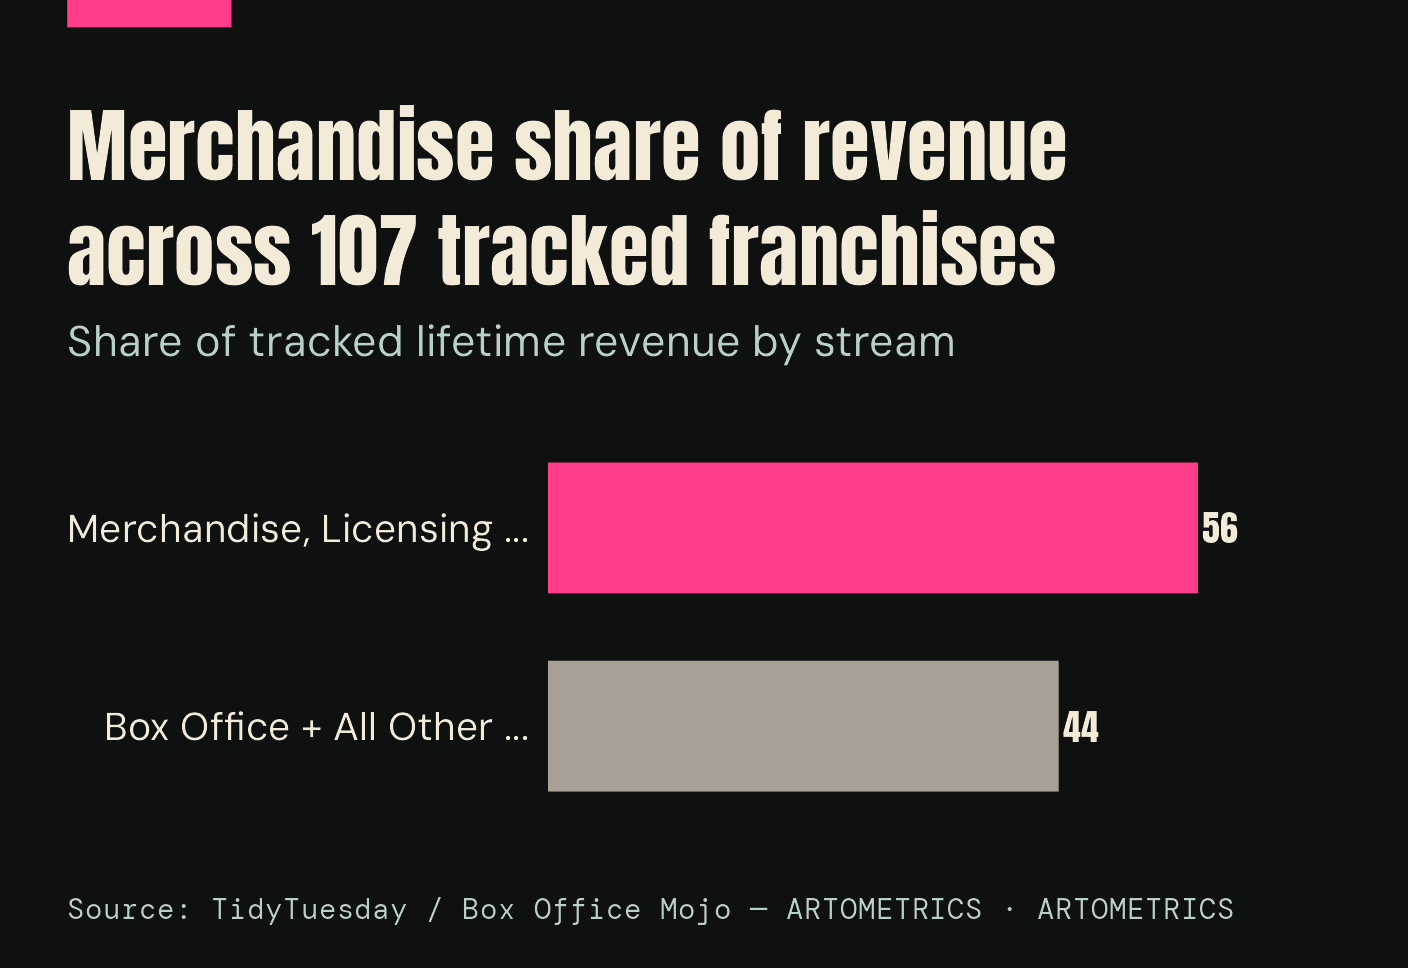 Merchandise share of revenue
across 107 tracked franchises
Share of tracked lifetime revenue by stream
Merchandise, Licensing ... 56
Box Office + All Other ... 44
Source: TidyTuesday / Box Office Mojo — ARTOMETRICS · ARTOMETRICS